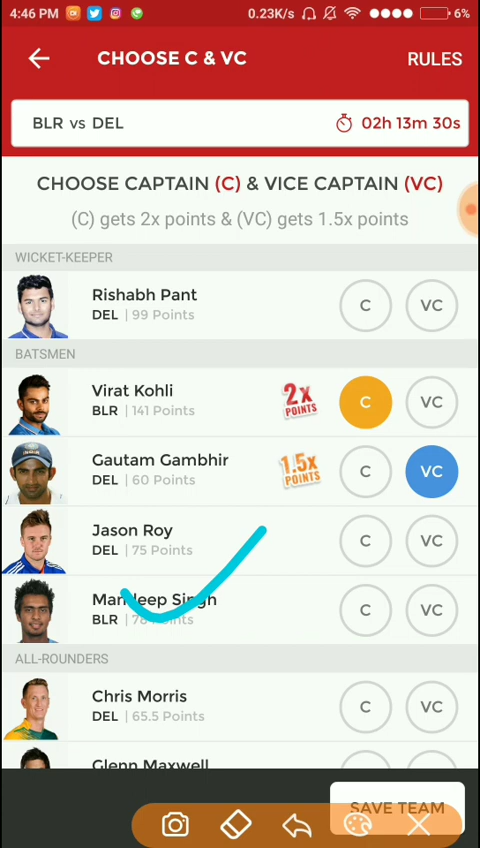 4:46 PM 0.23K/s 6%
CHOOSE C & VC RULES
BLR vs DEL 02h 13m 30s
CHOOSE CAPTAIN (C) & VICE CAPTAIN (VC)
(C) gets 2x points & (VC) gets 1.5x points
WICKET-KEEPER
Rishabh Pant
DEL | 99 Points
C VC
BATSMEN
Virat Kohli
BLR | 141 Points
2x POINTS
C VC
Gautam Gambhir
DEL | 60 Points
1.5x POINTS
C VC
Jason Roy
DEL | 75 Points
C VC
Mandeep Singh
BLR | Points
C VC
ALL-ROUNDERS
Chris Morris
DEL | 65.5 Points
C VC
Glenn Maxwell
SAVE TEAM